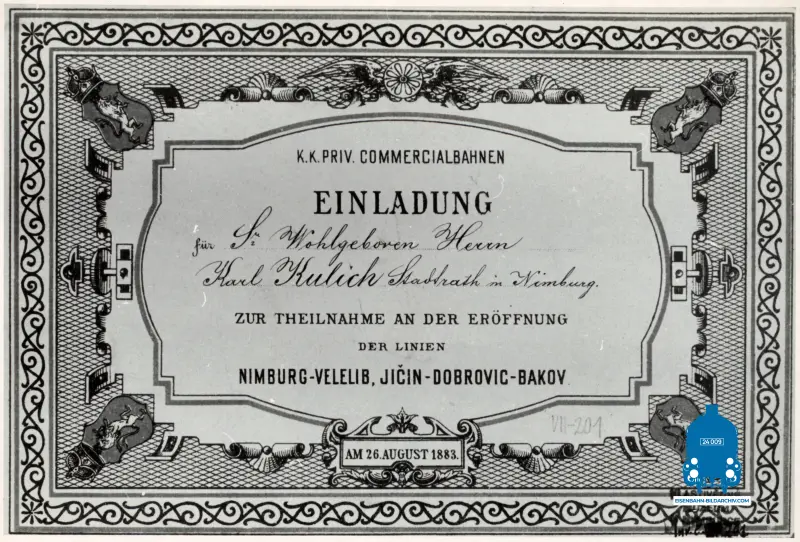 K.K. PRIV. COMMERCIALBAHNEN
EINLADUNG
für Sr. Wohlgeboren Herrn
Karl Kulich Stadtrath in Nimburg.
ZUR THEILNAHME AN DER ERÖFFNUNG
DER LINIEN
NIMBURG-VELELIB, JIČIN-DOBROVIC-BAKOV
VII-201
AM 26. AUGUST 1883.
24 009
EISENBAHN-BILDARCHIV.COM